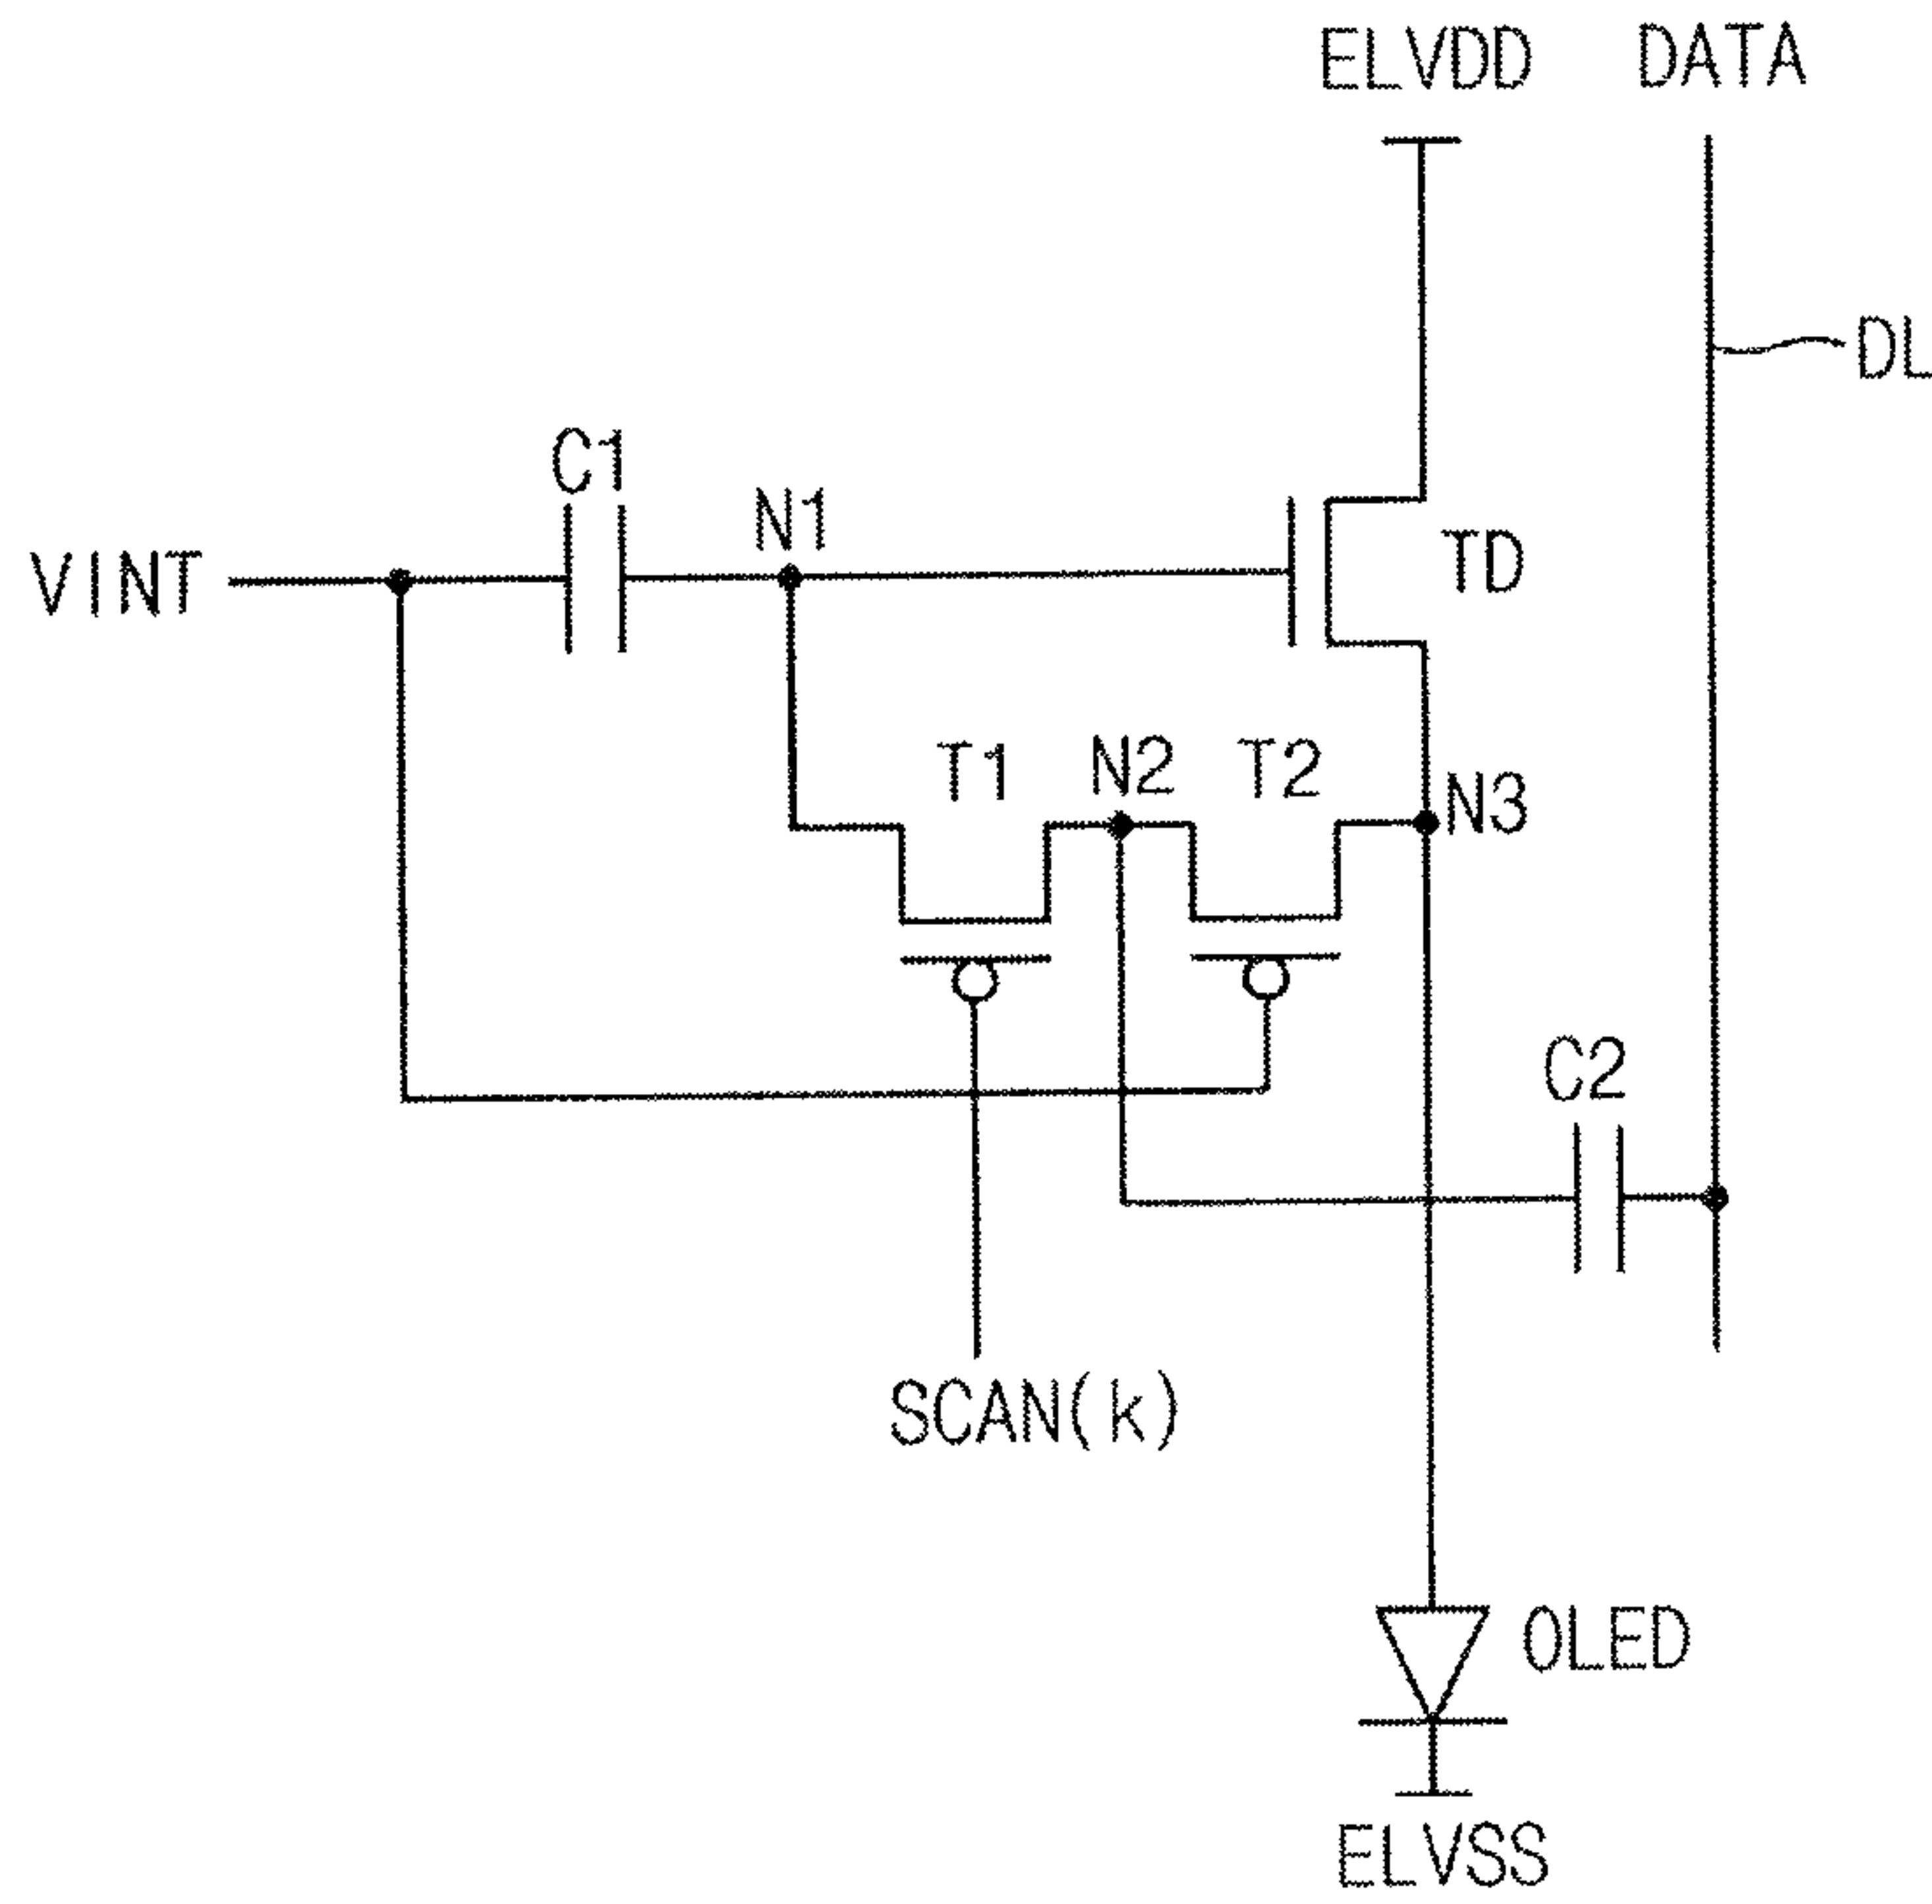 ELVDD
DATA
DL
C1
N1
VINT
TD
T1
N2
T2
N3
C2
SCAN(k)
OLED
ELVSS